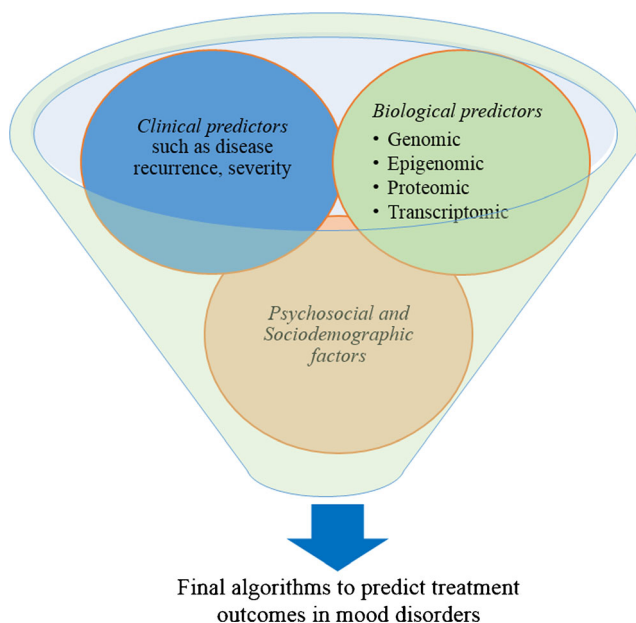 Clinical predictors
such as disease
recurrence, severity
Biological predictors
• Genomic
• Epigenomic
• Proteomic
• Transcriptomic
Psychosocial and
Sociodemographic
factors
Final algorithms to predict treatment
outcomes in mood disorders